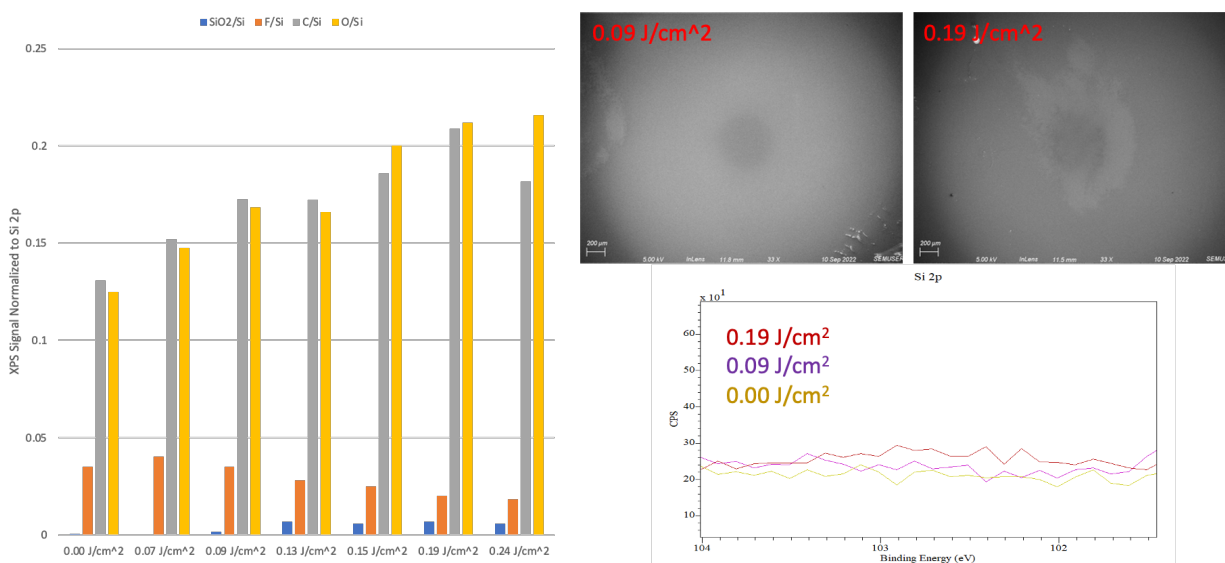 SiO2/Si F/Si C/Si O/Si
0.25
0.2
0.15
0.1
0.05
0
XPS Signal Normalized to Si 2p
0.00 J/cm^2 0.07 J/cm^2 0.09 J/cm^2 0.13 J/cm^2 0.15 J/cm^2 0.19 J/cm^2 0.24 J/cm^2
0.09 J/cm^2
200 µm 5.00 kV InLens 11.8 mm 33 X 10 Sep 2022 SEMUSER
0.19 J/cm^2
200 µm 5.00 kV InLens 11.5 mm 33 X 10 Sep 2022 SEMUSE
Si 2p
x 10¹
60
50
40
30
20
10
CPS
0.19 J/cm²
0.09 J/cm²
0.00 J/cm²
104 103 102
Binding Energy (eV)